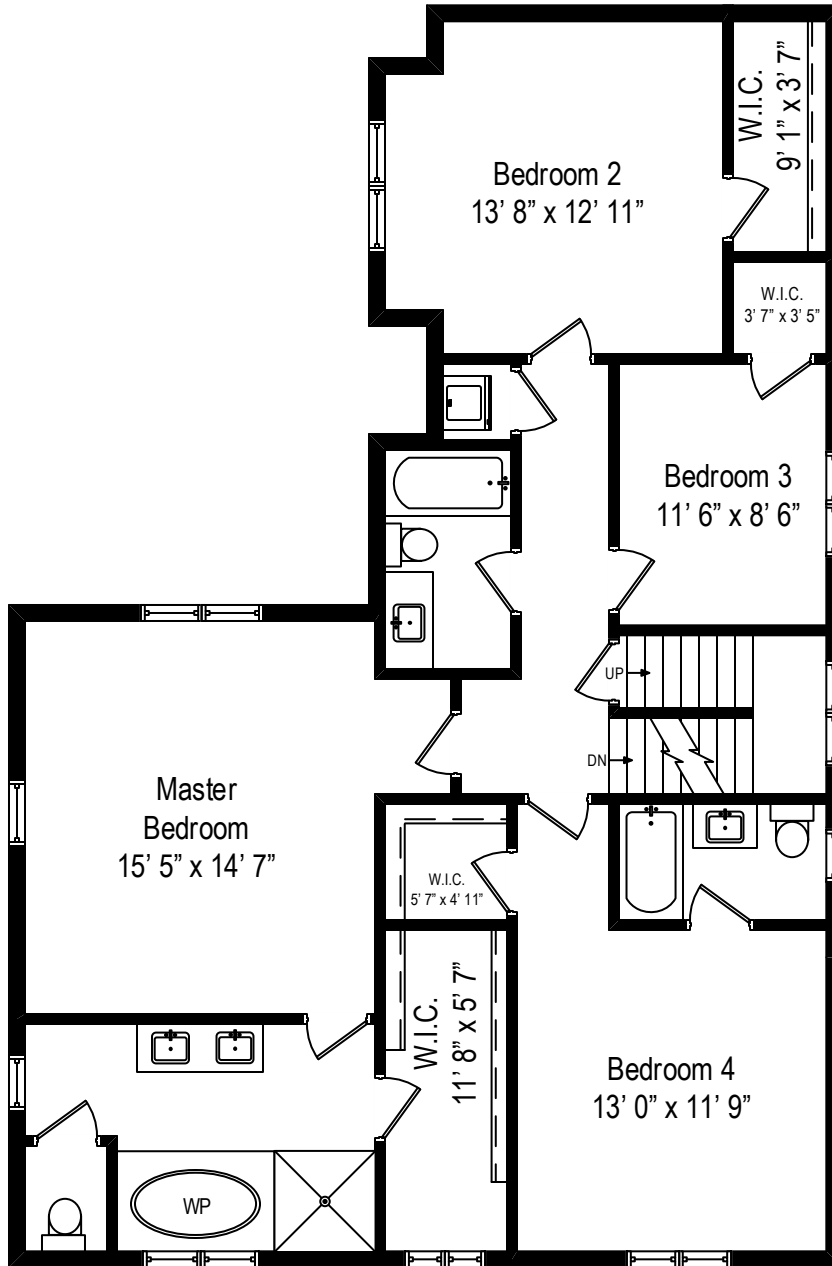 Bedroom 2
13’ 8” x 12’ 11”
W.I.C.
9’ 1” x 3’ 7”
W.I.C.
3’ 7” x 3’ 5”
Bedroom 3
11’ 6” x 8’ 6”
UP
DN
Master
Bedroom
15’ 5” x 14’ 7”
W.I.C.
5’ 7” x 4’ 11”
W.I.C.
11’ 8” x 5’ 7”
Bedroom 4
13’ 0” x 11’ 9”
WP